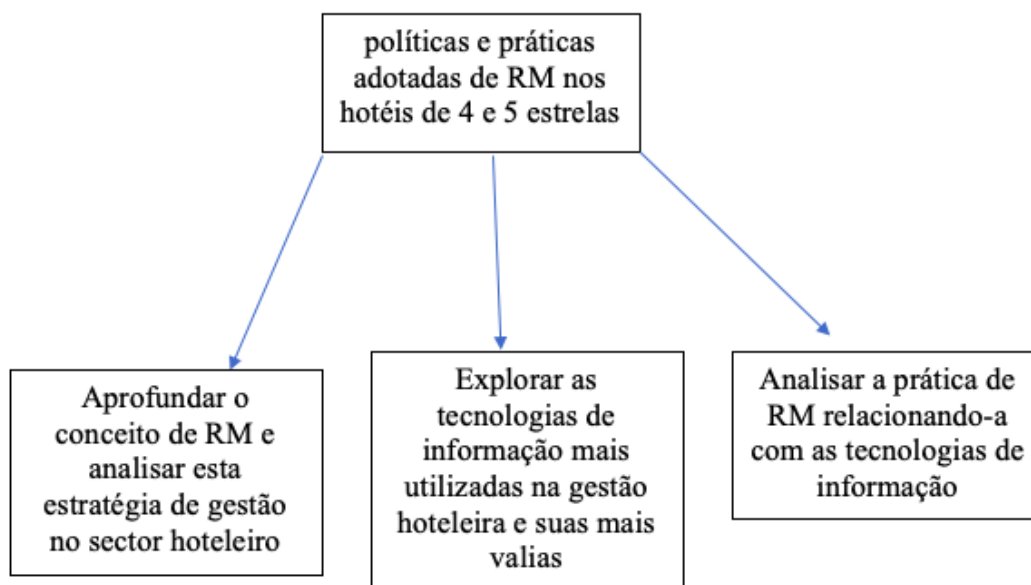 políticas e práticas
adotadas de RM nos
hotéis de 4 e 5 estrelas
Aprofundar o
conceito de RM e
analisar esta
estratégia de gestão
no sector hoteleiro
Explorar as
tecnologias de
informação mais
utilizadas na gestão
hoteleira e suas mais
valias
Analisar a prática de
RM relacionando-a
com as tecnologias de
informação